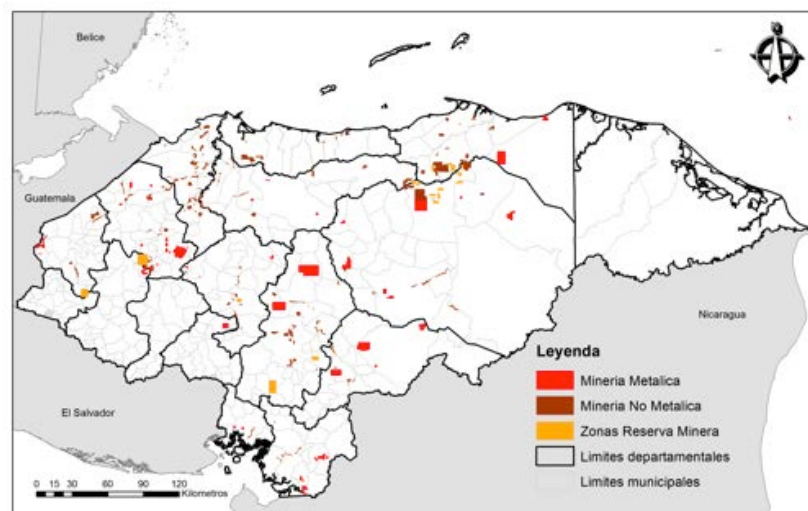 Belice
Guatemala
Nicaragua
El Salvador
Leyenda
Mineria Metalica
Mineria No Metalica
Zonas Reserva Minera
Limites departamentales
Limites municipales
0 15 30 60 90 120
Kilometros